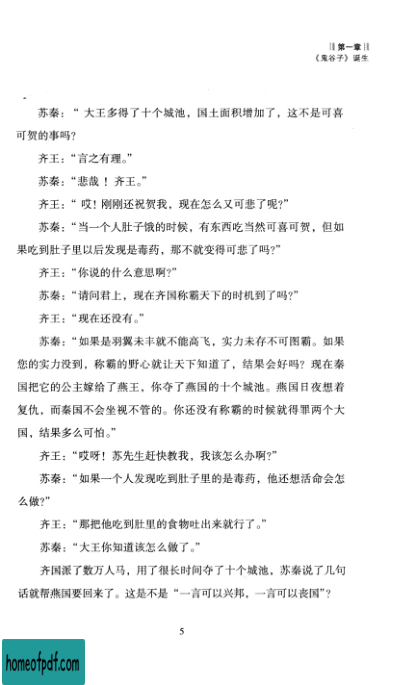 第一章
《鬼谷子》诞生
苏秦：“ 大王多得了十个城池，国土面积增加了，这不是可喜
可贺的事吗?
齐王：“言之有理。”
苏秦：“悲哉 ！齐王。”
齐王：“ 哎! 刚刚还祝贺我，现在怎么又可悲了呢?”
苏秦：“当一个人肚子饿的时候，有东西吃当然可喜可贺，但如
果吃到肚子里以后发现是毒药，那不就变得可悲了吗?”
齐王：“你说的什么意思啊?”
苏秦：“请问君上，现在齐国称霸天下的时机到了吗?”
齐王：“现在还没有。”
苏秦：“如果是羽翼未丰就不能高飞，实力未存不可图霸。如果
您的实力没到，称霸的野心就让天下知道了，结果会好吗? 现在秦
国把它的公主嫁给了燕王，你夺了燕国的十个城池。燕国日夜想着
复仇，而秦国不会坐视不管的。你还没有称霸的时候就得罪两个大
国，结果多么可怕。”
齐王：“哎呀! 苏先生赶快教我，我该怎么办啊?”
苏秦：“如果一个人发现吃到肚子里的是毒药，他还想活命会怎
么做?”
齐王：“那把他吃到肚里的食物吐出来就行了。”
苏秦：“大王你知道该怎么做了。”
齐国派了数万人马，用了很长时间夺了十个城池，苏秦说了几句
话就帮燕国要回来了。这是不是 “一言可以兴邦，一言可以丧国”?
5
homeofpdf.com